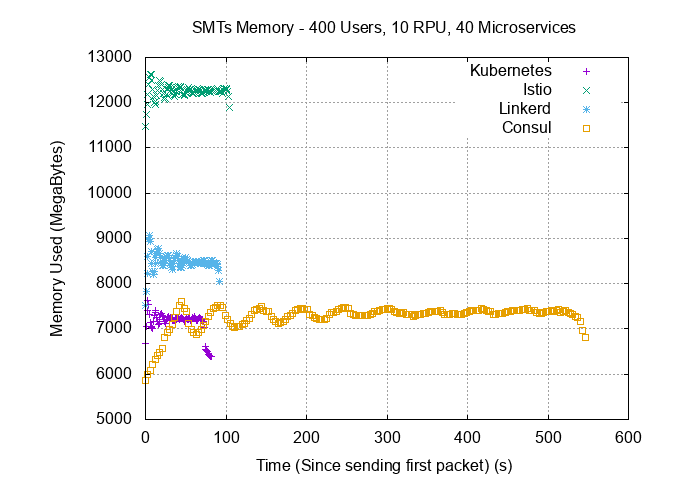 SMTs Memory - 400 Users, 10 RPU, 40 Microservices
13000
12000
11000
10000
9000
8000
7000
6000
5000
Memory Used (MegaBytes)
Kubernetes
Istio
Linkerd
Consul
0 100 200 300 400 500 600
Time (Since sending first packet) (s)